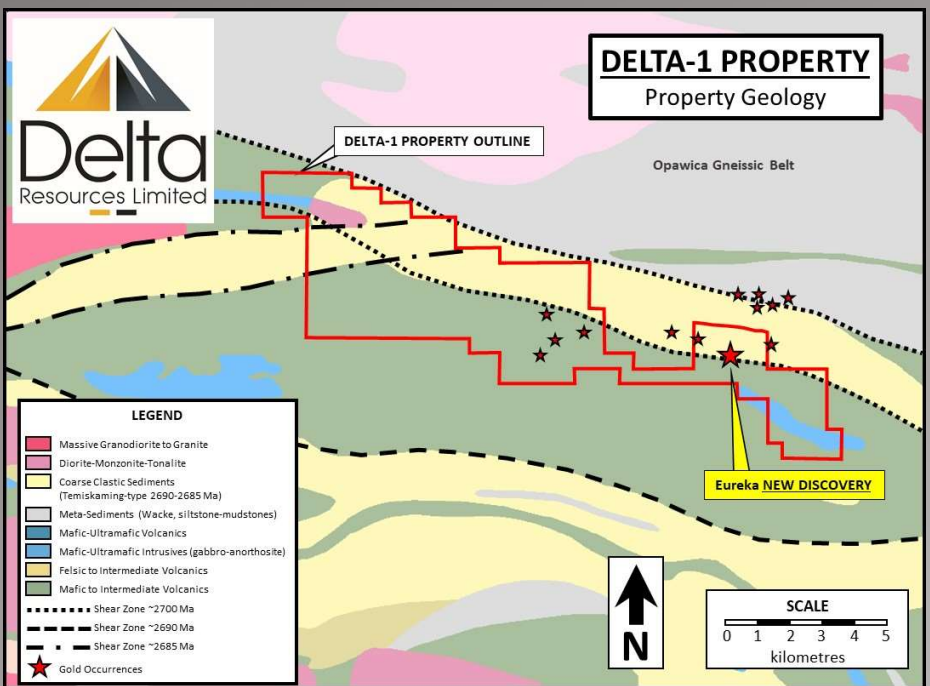 Delta
Resources Limited
DELTA-1 PROPERTY
Property Geology
DELTA-1 PROPERTY OUTLINE
Opawica Gneissic Belt
Eureka NEW DISCOVERY
LEGEND
Massive Granodiorite to Granite
Diorite-Monzonite-Tonalite
Coarse Clastic Sediments
(Temiskaming-type 2690-2685 Ma)
Meta-Sediments (Wacke, siltstone-mudstones)
Mafic-Ultramafic Volcanics
Mafic-Ultramafic Intrusives (gabbro-anorthosite)
Felsic to Intermediate Volcanics
Mafic to Intermediate Volcanics
Shear Zone ~2700 Ma
Shear Zone ~2690 Ma
Shear Zone ~2685 Ma
Gold Occurrences
N
SCALE
0 1 2 3 4 5
kilometres